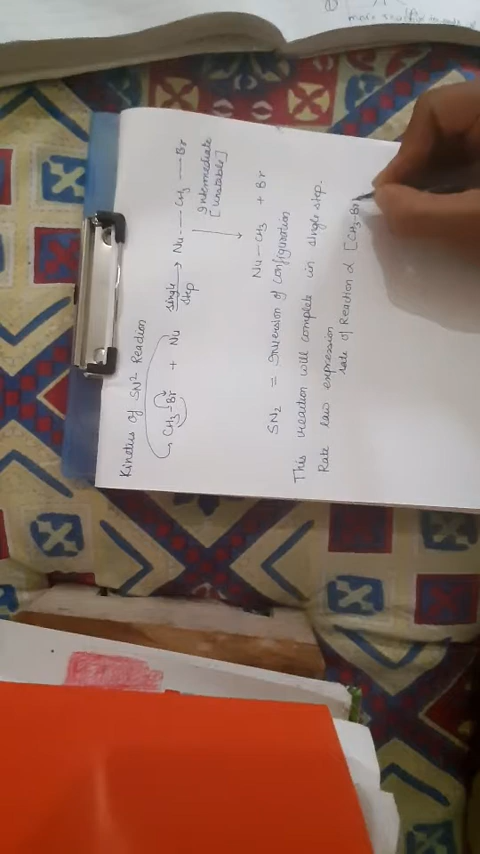 Kinetics of SN² Reaction
CH₃-Br + Nu single step → Nu --- CH₃ --- Br
Intermediate
[unstable]
Nu-CH₃ + Br
SN₂ = Inversion of configuration
This reaction will complete in single step.
Rate law expression
rate of Reaction α [CH₃-Br